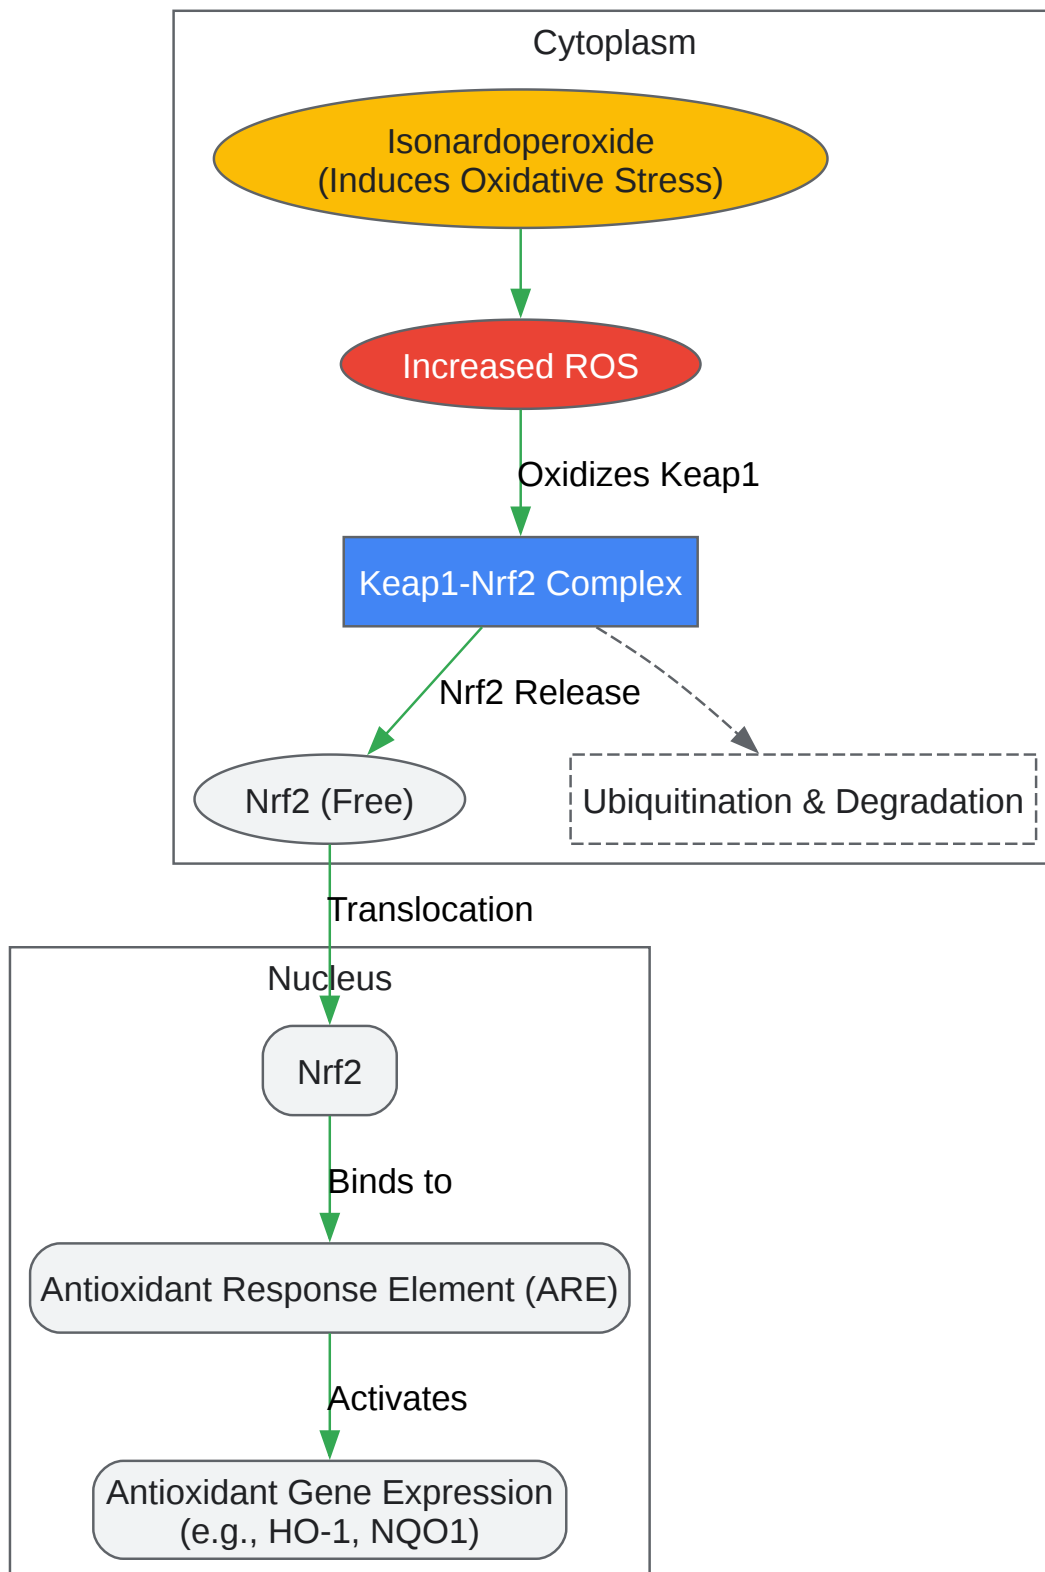 Cytoplasm
Isonardoperoxide
(Induces Oxidative Stress)
Increased ROS
Oxidizes Keap1
Keap1-Nrf2 Complex
Nrf2 Release
Nrf2 (Free)
Ubiquitination & Degradation
Translocation
Nucleus
Nrf2
Binds to
Antioxidant Response Element (ARE)
Activates
Antioxidant Gene Expression
(e.g., HO-1, NQO1)